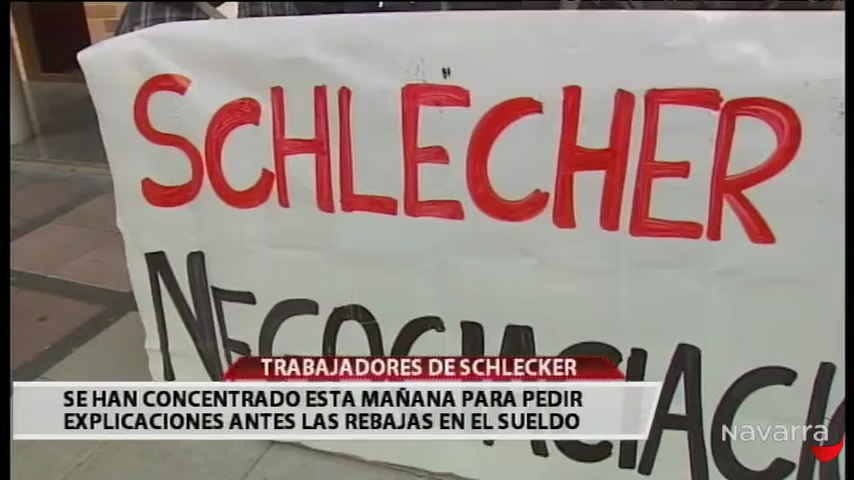 SCHLECHER
NEGOCIACIACIÓ
TRABAJADORES DE SCHLECKER
SE HAN CONCENTRADO ESTA MAÑANA PARA PEDIR
EXPLICACIONES ANTES LAS REBAJAS EN EL SUELDO
Navarra